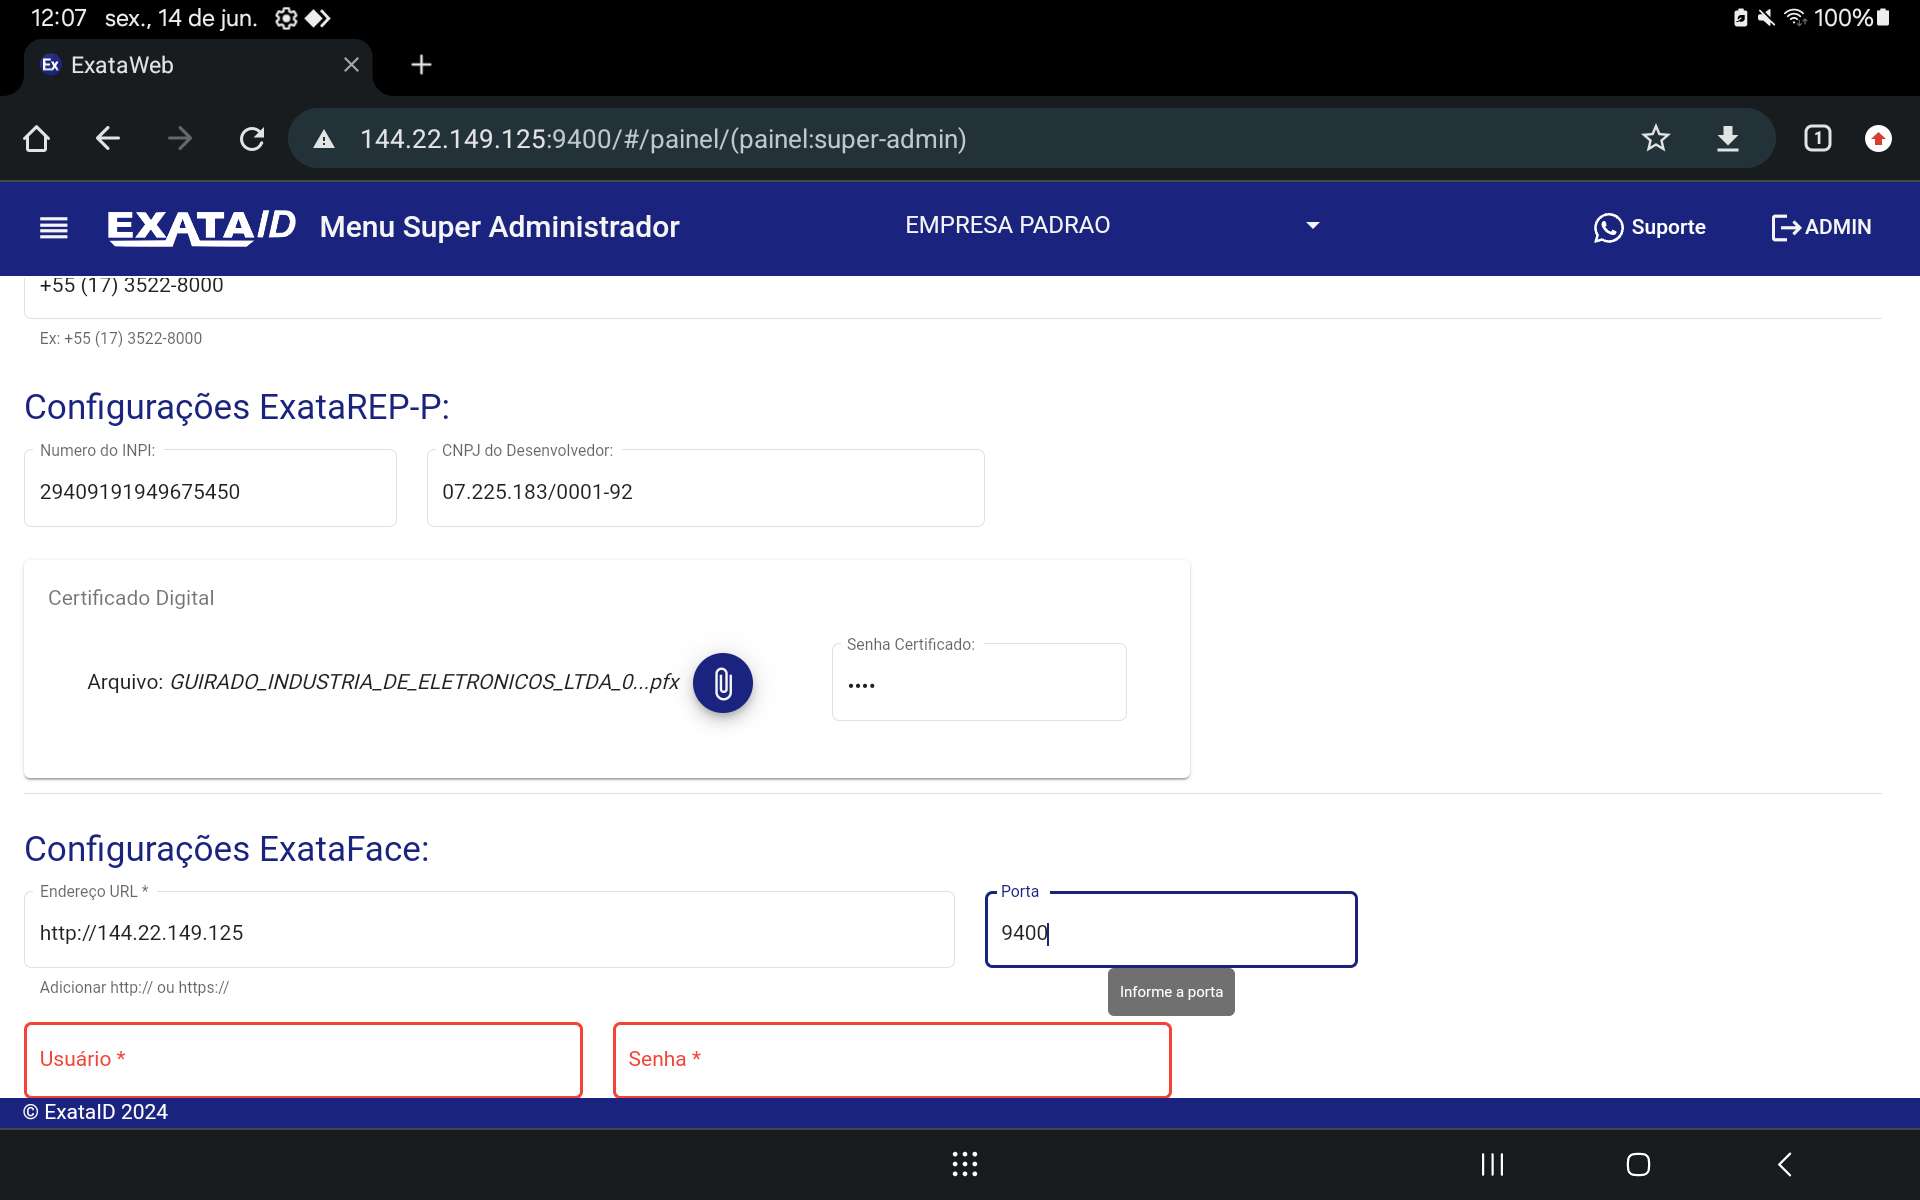 12:07 sex., 14 de jun. 100%
Ex ExataWeb
144.22.149.125:9400/#/painel/(painel:super-admin) 1
EXATAID Menu Super Administrador EMPRESA PADRAO Suporte ADMIN
+55 (17) 3522-8000
Ex: +55 (17) 3522-8000
Configurações ExataREP-P:
Numero do INPI: CNPJ do Desenvolvedor:
29409191949675450 07.225.183/0001-92
Certificado Digital
Senha Certificado:
Arquivo: GUIRADO_INDUSTRIA_DE_ELETRONICOS_LTDA_0...pfx ••••
Configurações ExataFace:
Endereço URL * Porta
http://144.22.149.125 9400
Adicionar http:// ou https:// Informe a porta
Usuário * Senha *
© ExataID 2024